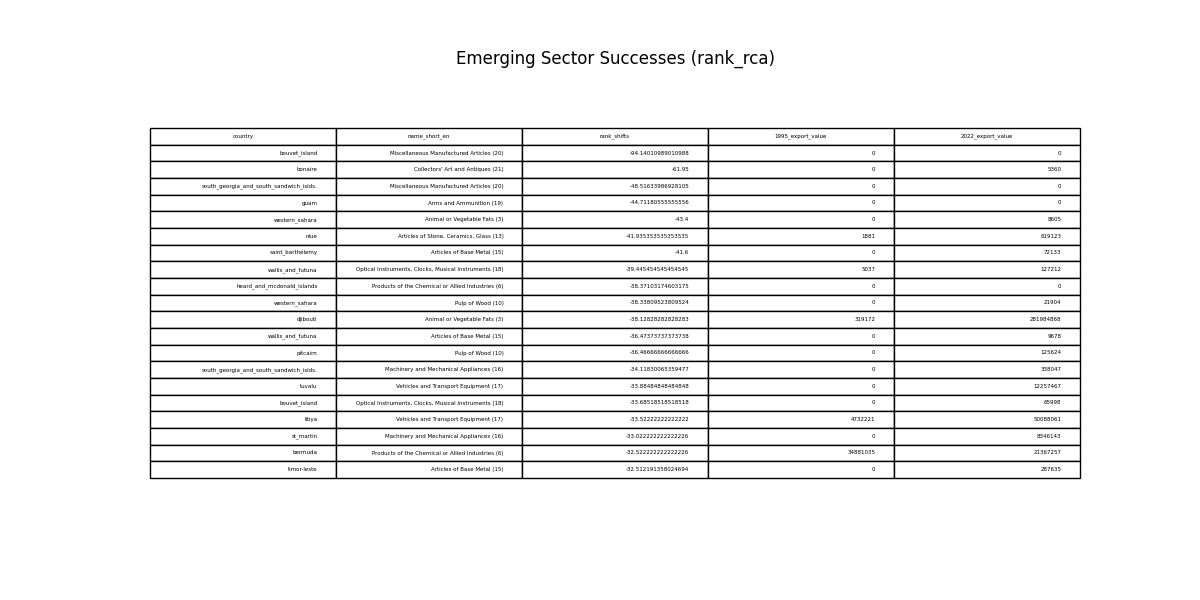 Emerging Sector Successes (rank_rca)
country name_short_en rank_shifts 1995_export_value 2022_export_value
bouvet_island Miscellaneous Manufactured Articles (20) -94.14010989010988 0 0
bonaire Collectors' Art and Antiques (21) -61.95 0 5360
south_georgia_and_south_sandwich_islds. Miscellaneous Manufactured Articles (20) -48.51633986928105 0 0
guam Arms and Ammunition (19) -44.71180555555556 0 0
western_sahara Animal or Vegetable Fats (3) -43.4 0 8605
niue Articles of Stone, Ceramics, Glass (13) -41.935353535353535 1881 619123
saint_barthélemy Articles of Base Metal (15) -41.6 0 72133
wallis_and_futuna Optical Instruments, Clocks, Musical Instruments (18) -39.445454545454545 5037 127212
heard_and_mcdonald_islands Products of the Chemical or Allied Industries (6) -38.37103174603175 0 0
western_sahara Pulp of Wood (10) -38.33809523809524 0 21904
djibouti Animal or Vegetable Fats (3) -38.12828282828283 319172 281984868
wallis_and_futuna Articles of Base Metal (15) -36.47373737373738 0 9678
pitcairn Pulp of Wood (10) -36.46666666666666 0 125624
south_georgia_and_south_sandwich_islds. Machinery and Mechanical Appliances (16) -34.11830065359477 0 338047
tuvalu Vehicles and Transport Equipment (17) -33.88484848484848 0 12257467
bouvet_island Optical Instruments, Clocks, Musical Instruments (18) -33.68518518518518 0 65998
libya Vehicles and Transport Equipment (17) -33.52222222222222 4732221 50088061
st_martin Machinery and Mechanical Appliances (16) -33.022222222222226 0 8346143
bermuda Products of the Chemical or Allied Industries (6) -32.522222222222226 34881035 21367257
timor-leste Articles of Base Metal (15) -32.512191358024694 0 287635